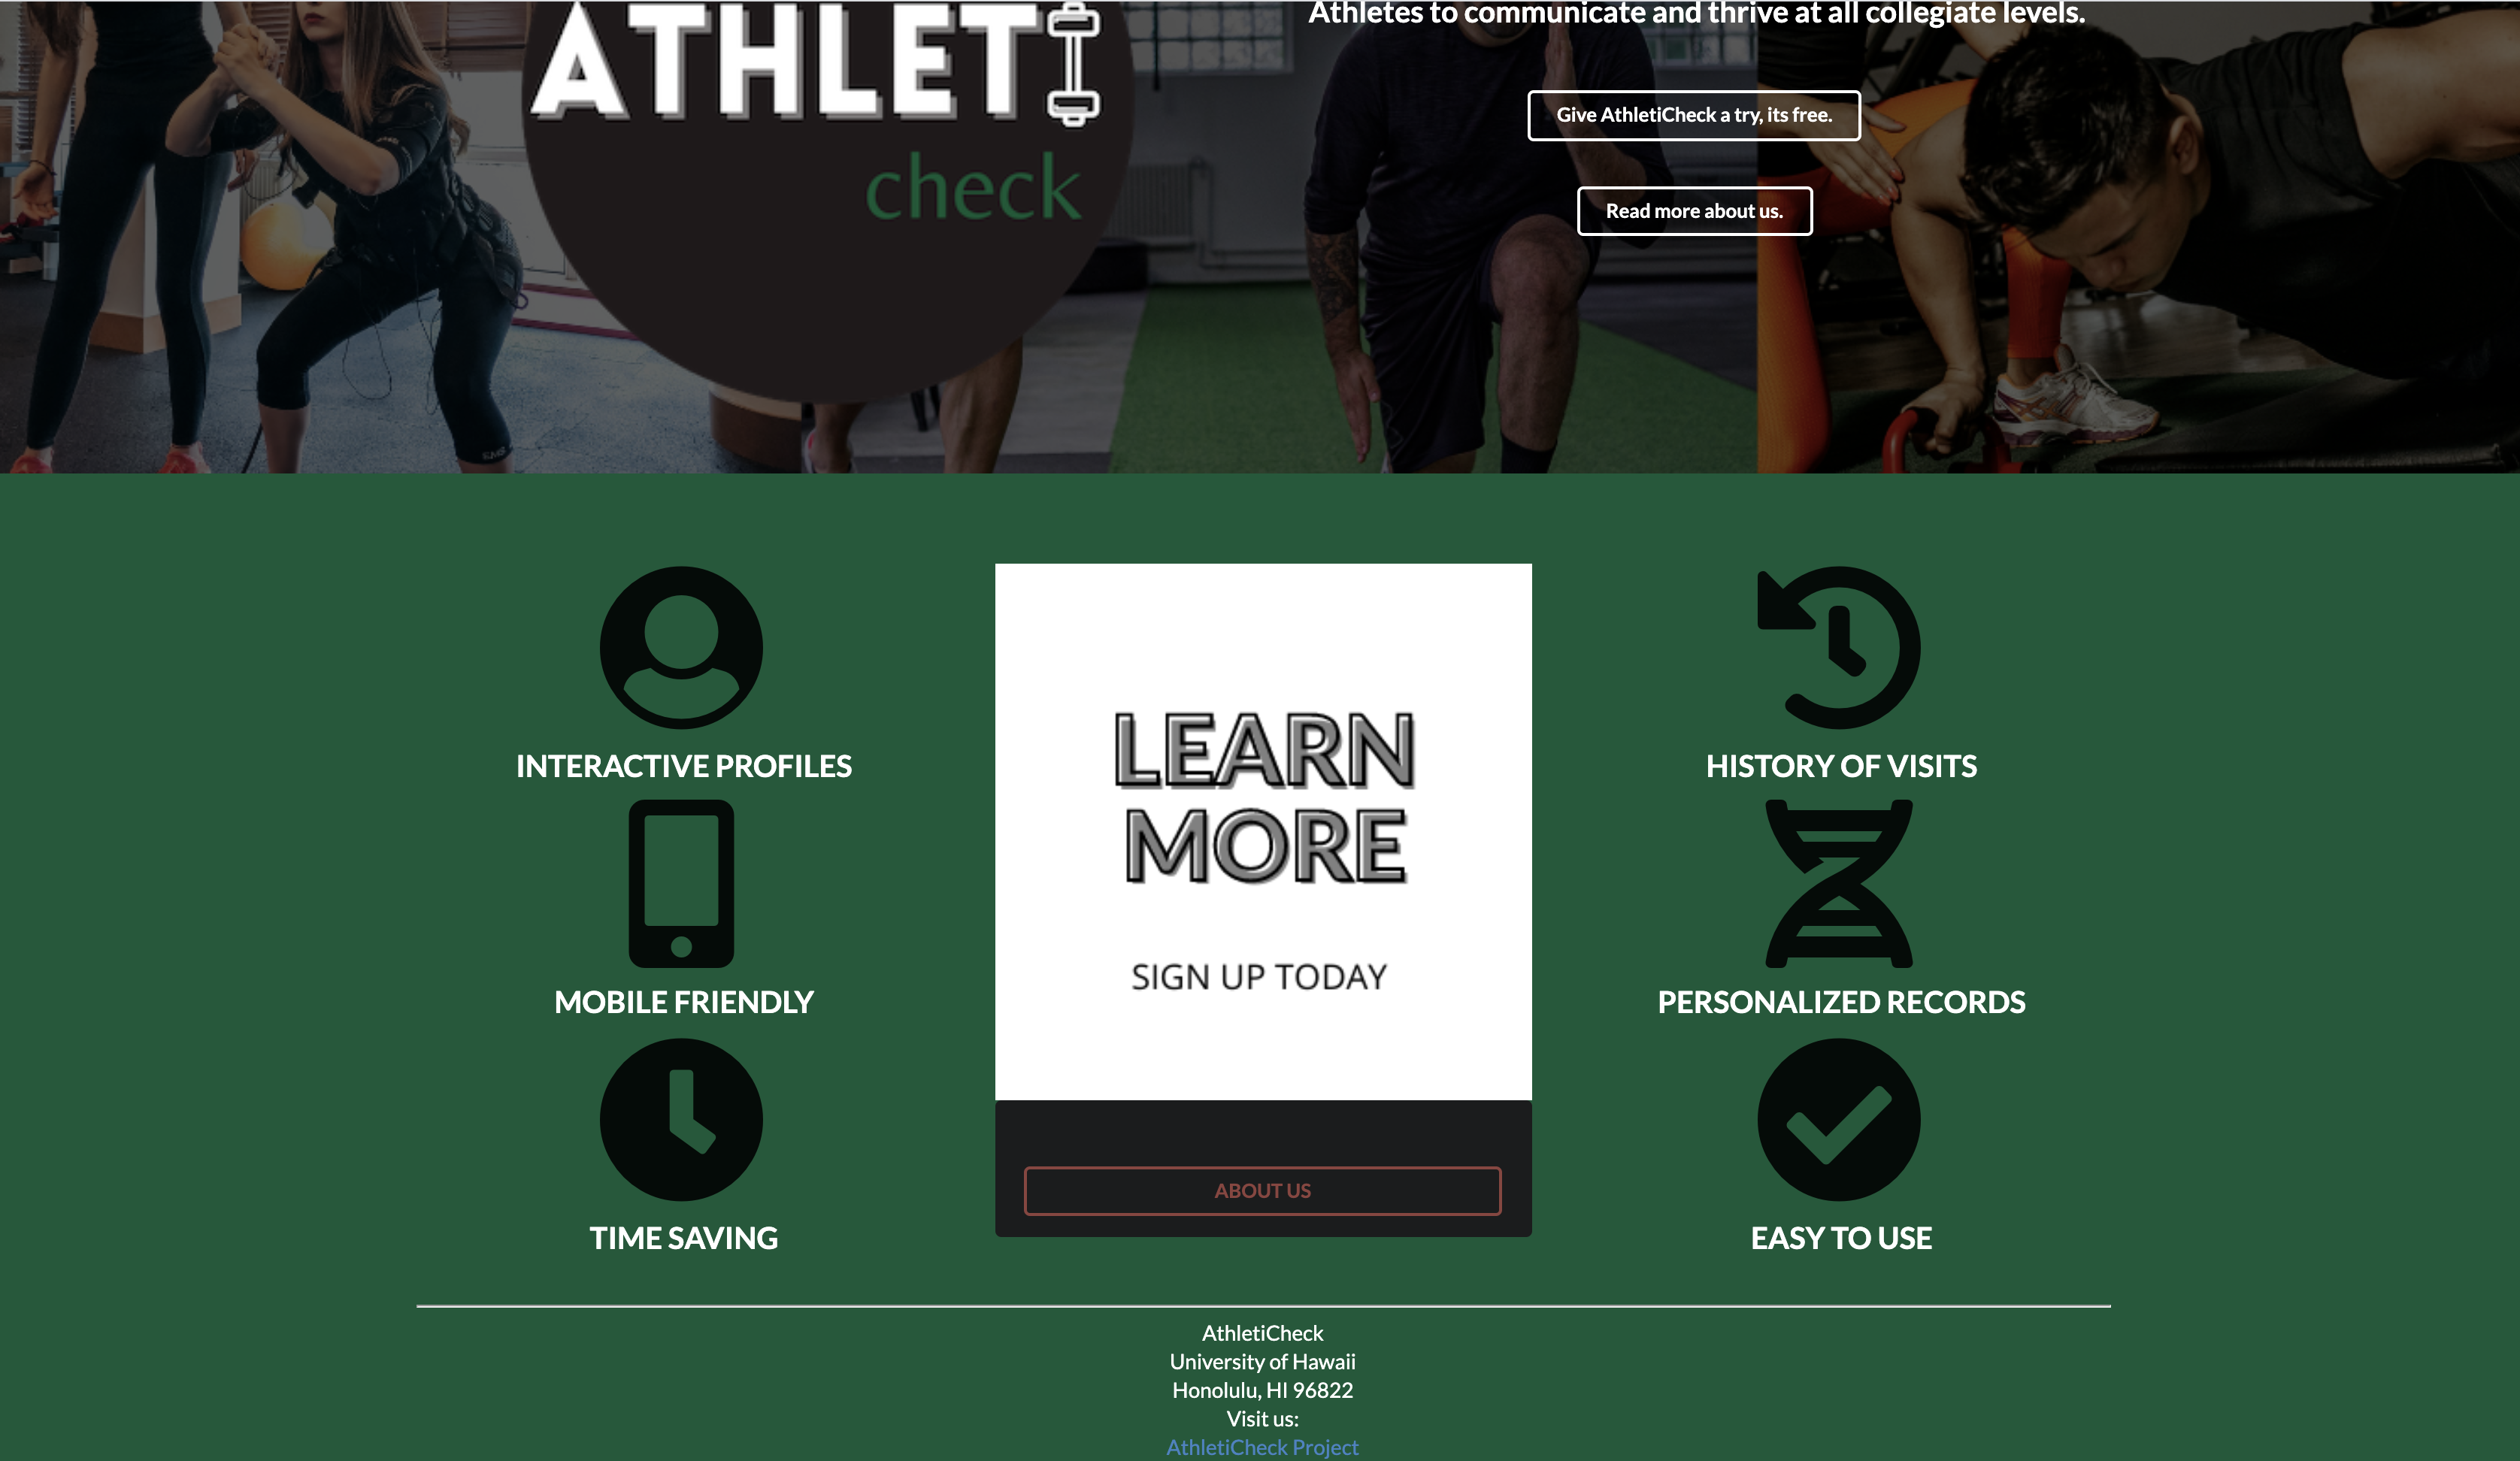 Athletes to communicate and thrive at all collegiate levels.
ATHLETI
check
Give AthletiCheck a try, its free.
Read more about us.
INTERACTIVE PROFILES
MOBILE FRIENDLY
TIME SAVING
LEARN
MORE
SIGN UP TODAY
ABOUT US
HISTORY OF VISITS
PERSONALIZED RECORDS
EASY TO USE
AthletiCheck
University of Hawaii
Honolulu, HI 96822
Visit us:
AthletiCheck Project